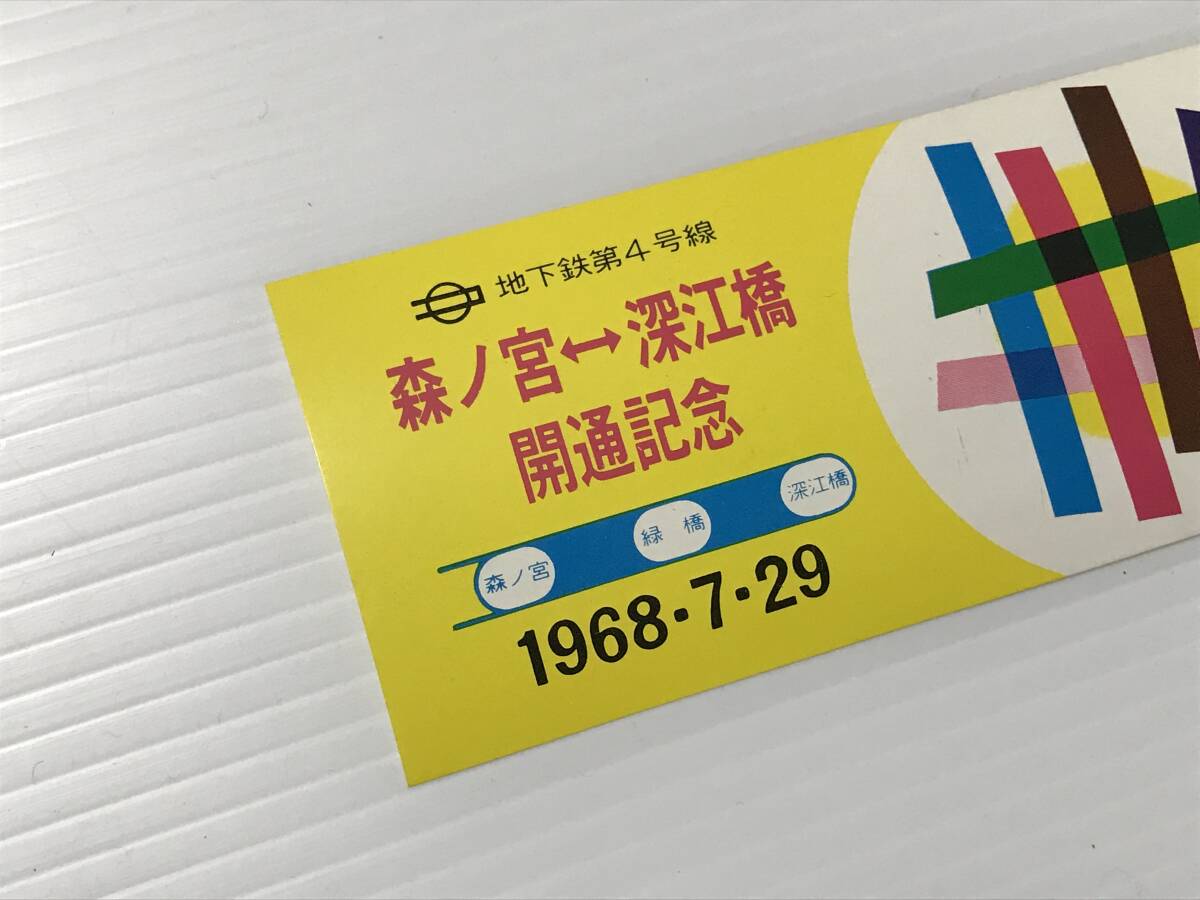 地下鉄第4号線
森ノ宮↔深江橋
開通記念
森ノ宮 緑橋 深江橋
1968・7・29